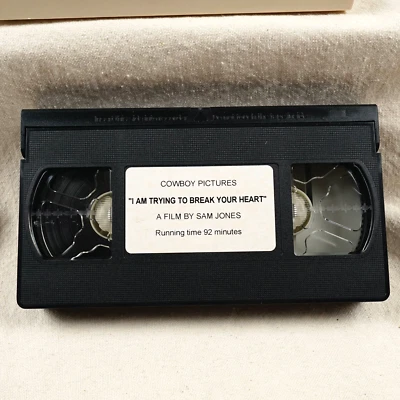 COWBOY PICTURES
"I AM TRYING TO BREAK YOUR HEART"
A FILM BY SAM JONES
Running time 92 minutes